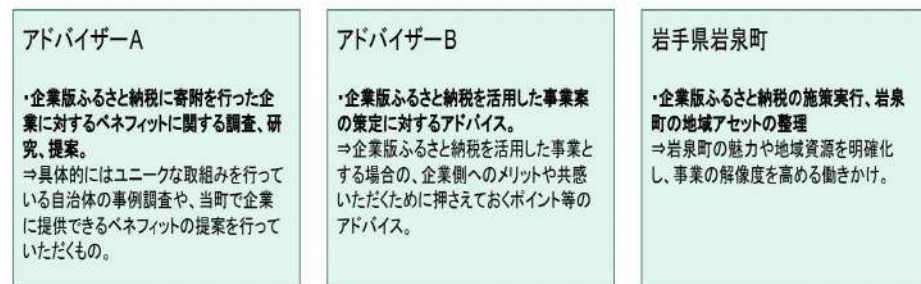 アドバイザーA
・企業版ふるさと納税に寄附を行った企
業に対するベネフィットに関する調査、研
究、提案。
⇒具体的にはユニークな取組みを行って
いる自治体の事例調査や、当町で企業
に提供できるベネフィットの提案を行って
いただくもの。
アドバイザーB
・企業版ふるさと納税を活用した事業案
の策定に対するアドバイス。
⇒企業版ふるさと納税を活用した事業と
する場合の、企業側へのメリットや共感
いただくために押さえておくポイント等の
アドバイス。
岩手県岩泉町
・企業版ふるさと納税の施策実行、岩泉
町の地域アセットの整理
⇒岩泉町の魅力や地域資源を明確化
し、事業の解像度を高める働きかけ。